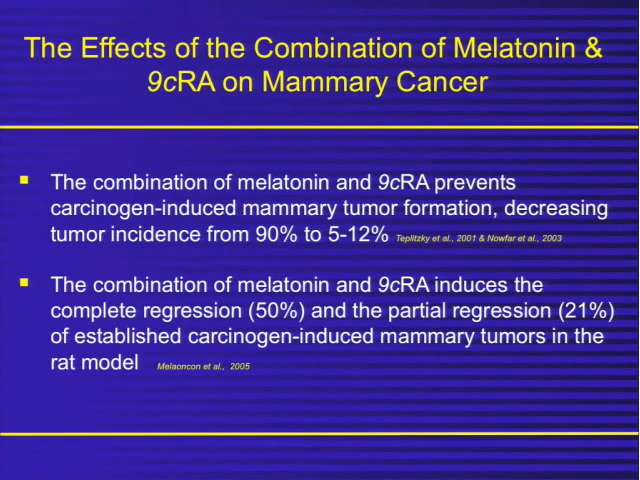 The Effects of the Combination of Melatonin &
9cRA on Mammary Cancer
The combination of melatonin and 9cRA prevents
carcinogen-induced mammary tumor formation, decreasing
tumor incidence from 90% to 5-12% Teplitzky et al., 2001 & Nowfar et al., 2003
The combination of melatonin and 9cRA induces the
complete regression (50%) and the partial regression (21%)
of established carcinogen-induced mammary tumors in the
rat model Melaoncon et al., 2005